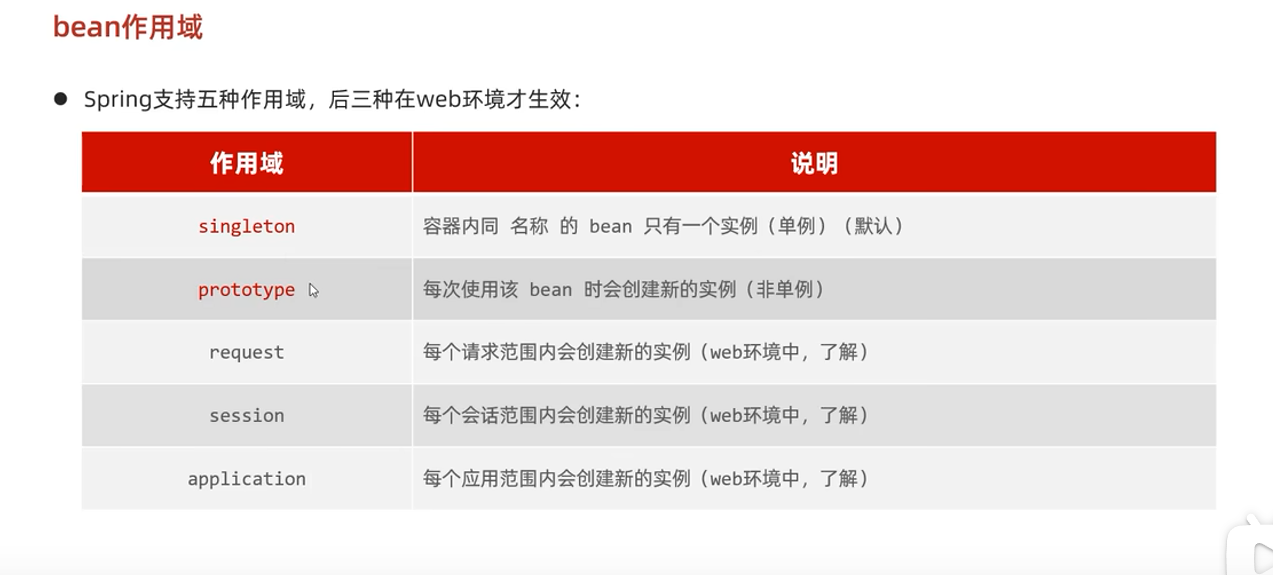 bean作用域
● Spring支持五种作用域，后三种在web环境才生效：
作用域 说明
singleton 容器内同 名称 的 bean 只有一个实例（单例）（默认）
prototype 每次使用该 bean 时会创建新的实例（非单例）
request 每个请求范围内会创建新的实例（web环境中，了解）
session 每个会话范围内会创建新的实例（web环境中，了解）
application 每个应用范围内会创建新的实例（web环境中，了解）